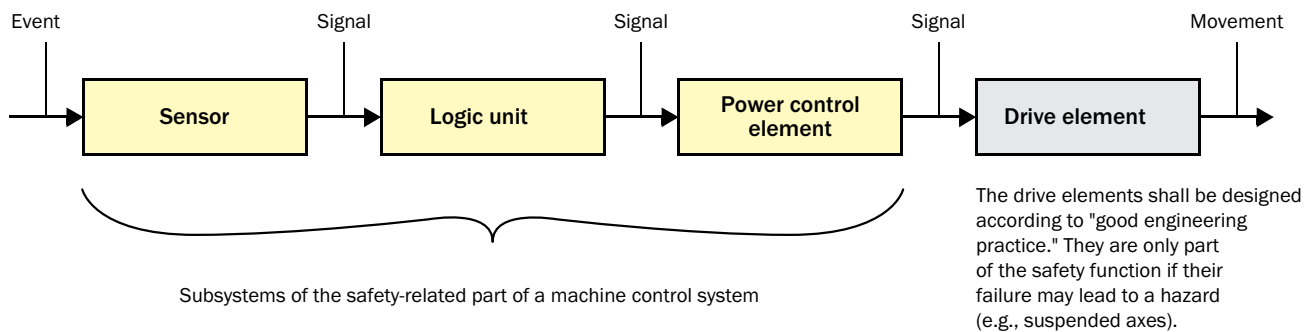 Event
Signal
Signal
Signal
Movement
Sensor
Logic unit
Power control
element
Drive element
The drive elements shall be designed
according to "good engineering
practice." They are only part
of the safety function if their
failure may lead to a hazard
(e.g., suspended axes).
Subsystems of the safety-related part of a machine control system